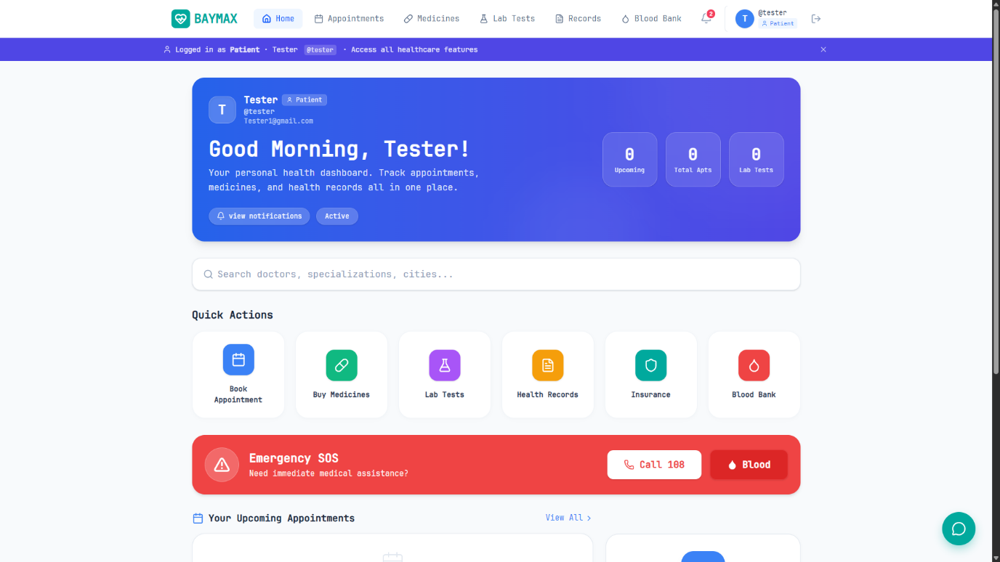 BAYMAX
Home
Appointments
Medicines
Lab Tests
Records
Blood Bank
2
T
@tester
Patient
Logged in as Patient · Tester @tester · Access all healthcare features
T
Tester
Patient
@tester
Tester1@gmail.com
Good Morning, Tester!
Your personal health dashboard. Track appointments,
medicines, and health records all in one place.
view notifications
Active
0
Upcoming
0
Total Apts
0
Lab Tests
Search doctors, specializations, cities...
Quick Actions
Book
Appointment
Buy Medicines
Lab Tests
Health Records
Insurance
Blood Bank
Emergency SOS
Need immediate medical assistance?
Call 108
Blood
Your Upcoming Appointments
View All